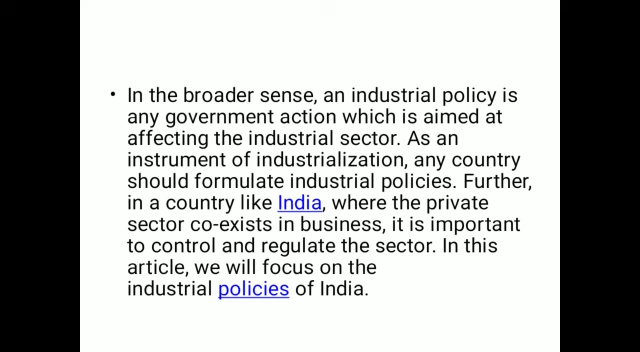 • In the broader sense, an industrial policy is
any government action which is aimed at
affecting the industrial sector. As an
instrument of industrialization, any country
should formulate industrial policies. Further,
in a country like India, where the private
sector co-exists in business, it is important
to control and regulate the sector. In this
article, we will focus on the
industrial policies of India.